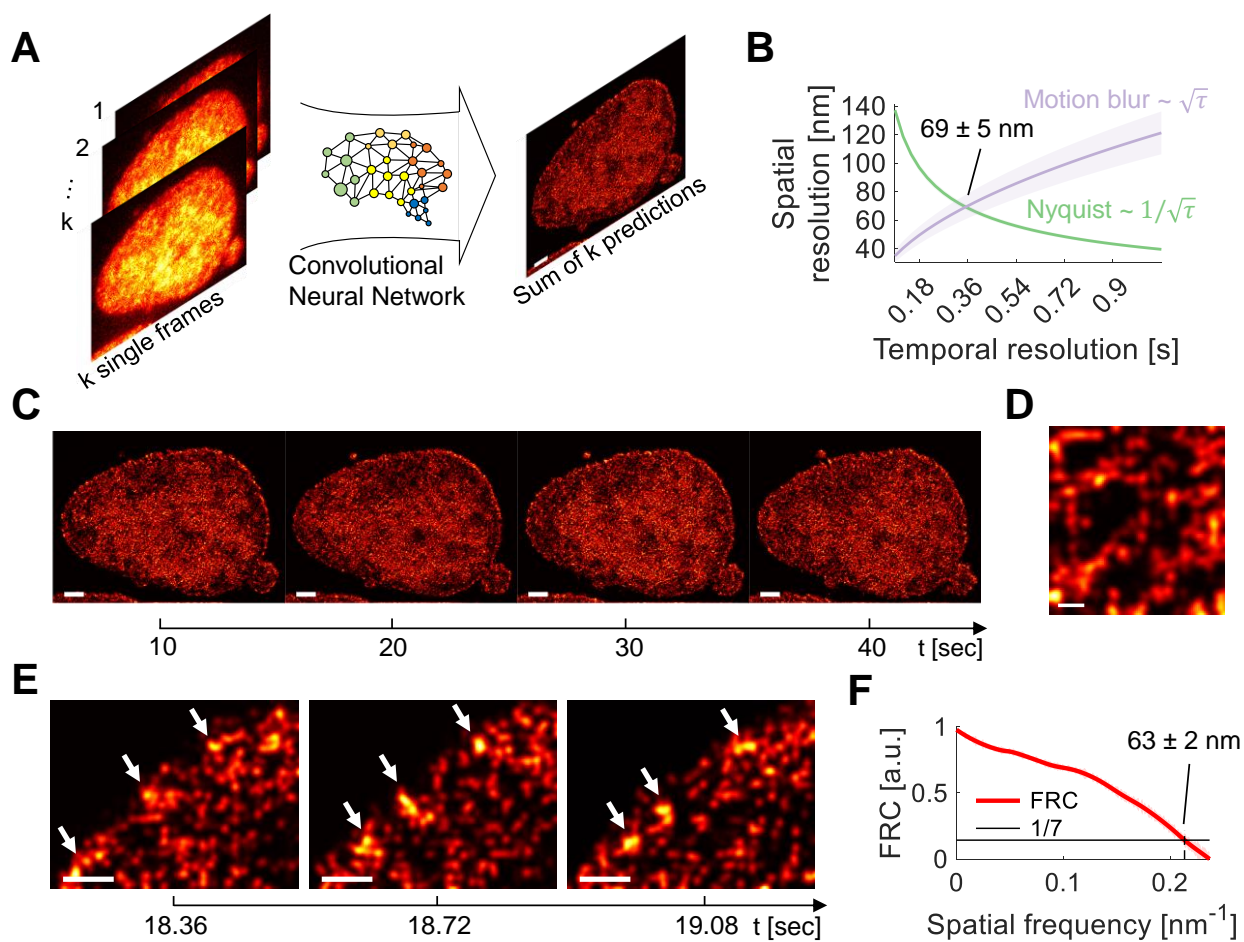 A
1
2
⋮
k
k single frames
Convolutional
Neural Network
Sum of k predictions
B
Spatial
resolution [nm]
140
120
100
80
60
40
Motion blur ~ √τ
69 ± 5 nm
Nyquist ~ 1/√τ
0.18
0.36
0.54
0.72
0.9
Temporal resolution [s]
C
10
20
30
40
t [sec]
D
E
18.36
18.72
19.08
t [sec]
F
FRC [a.u.]
1
0.5
0
63 ± 2 nm
FRC
1/7
0
0.1
0.2
Spatial frequency [nm⁻¹]